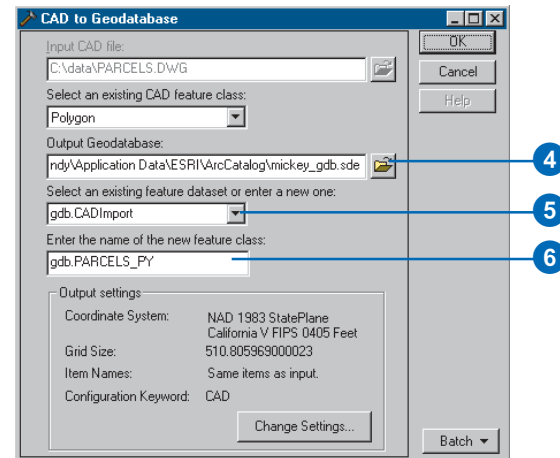 CAD to Geodatabase
Input CAD file:
C:\data\PARCELS.DWG
Select an existing CAD feature class:
Polygon
Output Geodatabase:
ndy\Application Data\ESRI\ArcCatalog\mickey_gdb.sde
Select an existing feature dataset or enter a new one:
gdb.CADImport
Enter the name of the new feature class:
gdb.PARCELS_PY
Output settings
Coordinate System: NAD 1983 StatePlane
California V FIPS 0405 Feet
Grid Size: 510.805969000023
Item Names: Same items as input.
Configuration Keyword: CAD
Change Settings...
OK
Cancel
Help
Batch
4
5
6